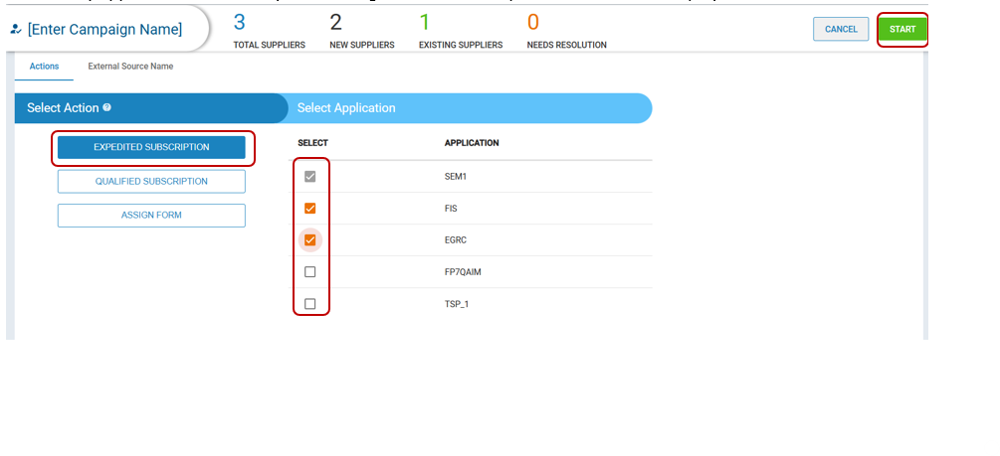 [Enter Campaign Name]
3 2 1 0
TOTAL SUPPLIERS NEW SUPPLIERS EXISTING SUPPLIERS NEEDS RESOLUTION
CANCEL START
Actions External Source Name
Select Action Select Application
SELECT APPLICATION
EXPEDITED SUBSCRIPTION
SEM1
QUALIFIED SUBSCRIPTION
FIS
ASSIGN FORM
EGRC
FP7QAIM
TSP_1